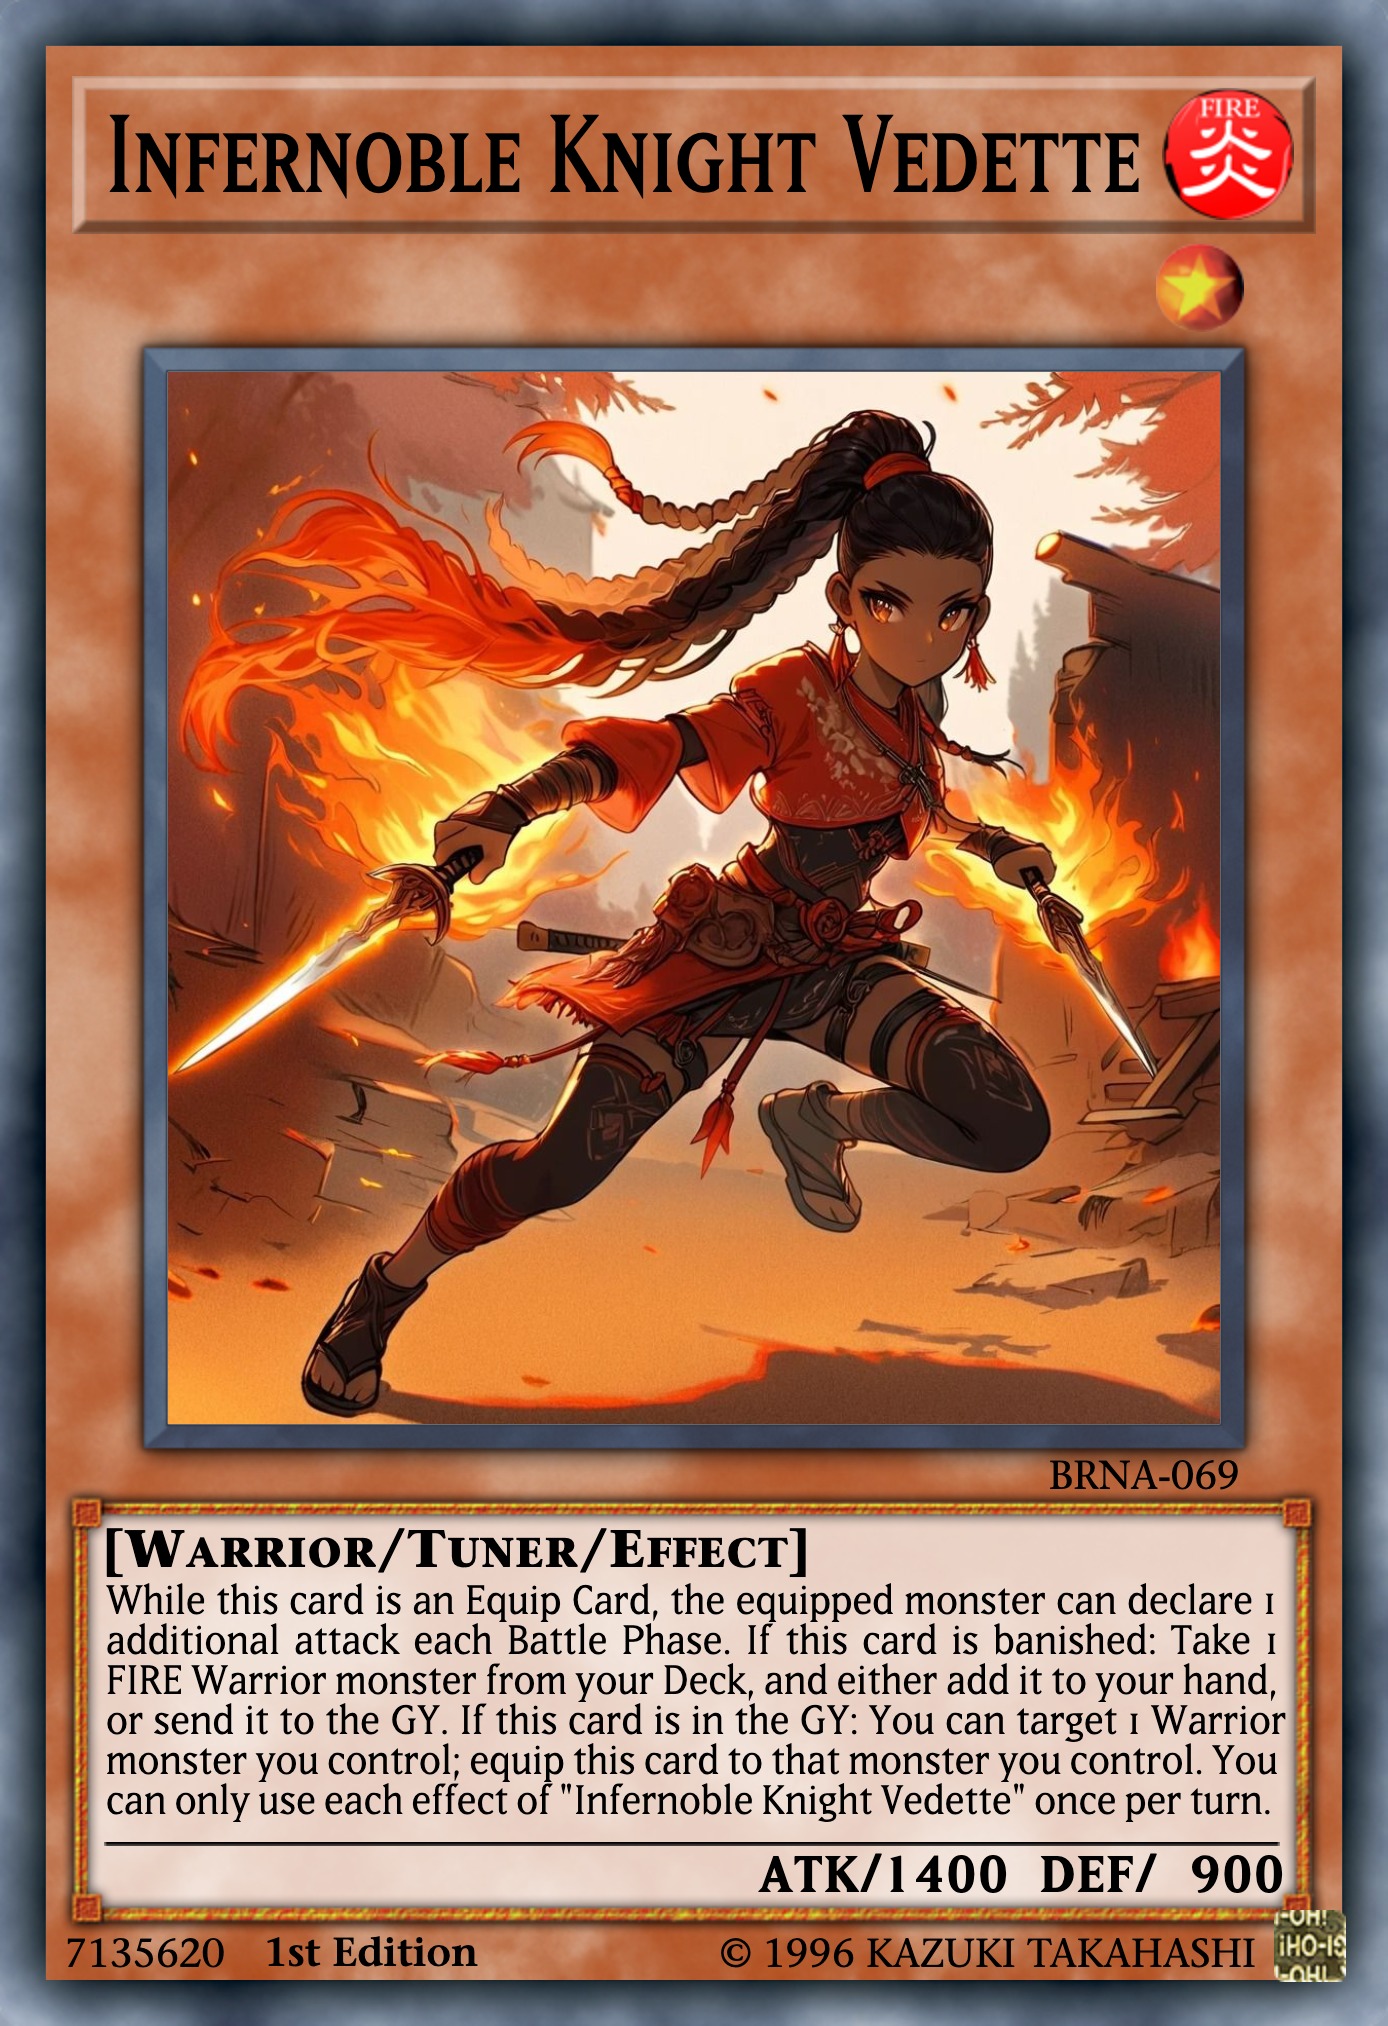 Infernoble Knight Vedette
FIRE
炎
BRNA-069
[Warrior/Tuner/Effect]
While this card is an Equip Card, the equipped monster can declare 1
additional attack each Battle Phase. If this card is banished: Take 1
FIRE Warrior monster from your Deck, and either add it to your hand,
or send it to the GY. If this card is in the GY: You can target 1 Warrior
monster you control; equip this card to that monster you control. You
can only use each effect of "Infernoble Knight Vedette" once per turn.
ATK/1400 DEF/ 900
7135620 1st Edition © 1996 KAZUKI TAKAHASHI